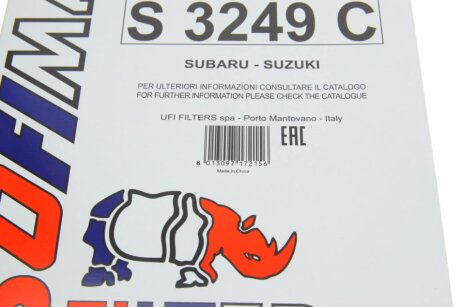 S 3249 C
SUBARU - SUZUKI
PER ULTERIORI INFORMAZIONI CONSULTARE IL CATALOGO
FOR FURTHER INFORMATION PLEASE CHECK THE CATALOGUE
UFI FILTERS spa - Porto Mantovano - Italy
EAC
8 013097 172156
Made in China